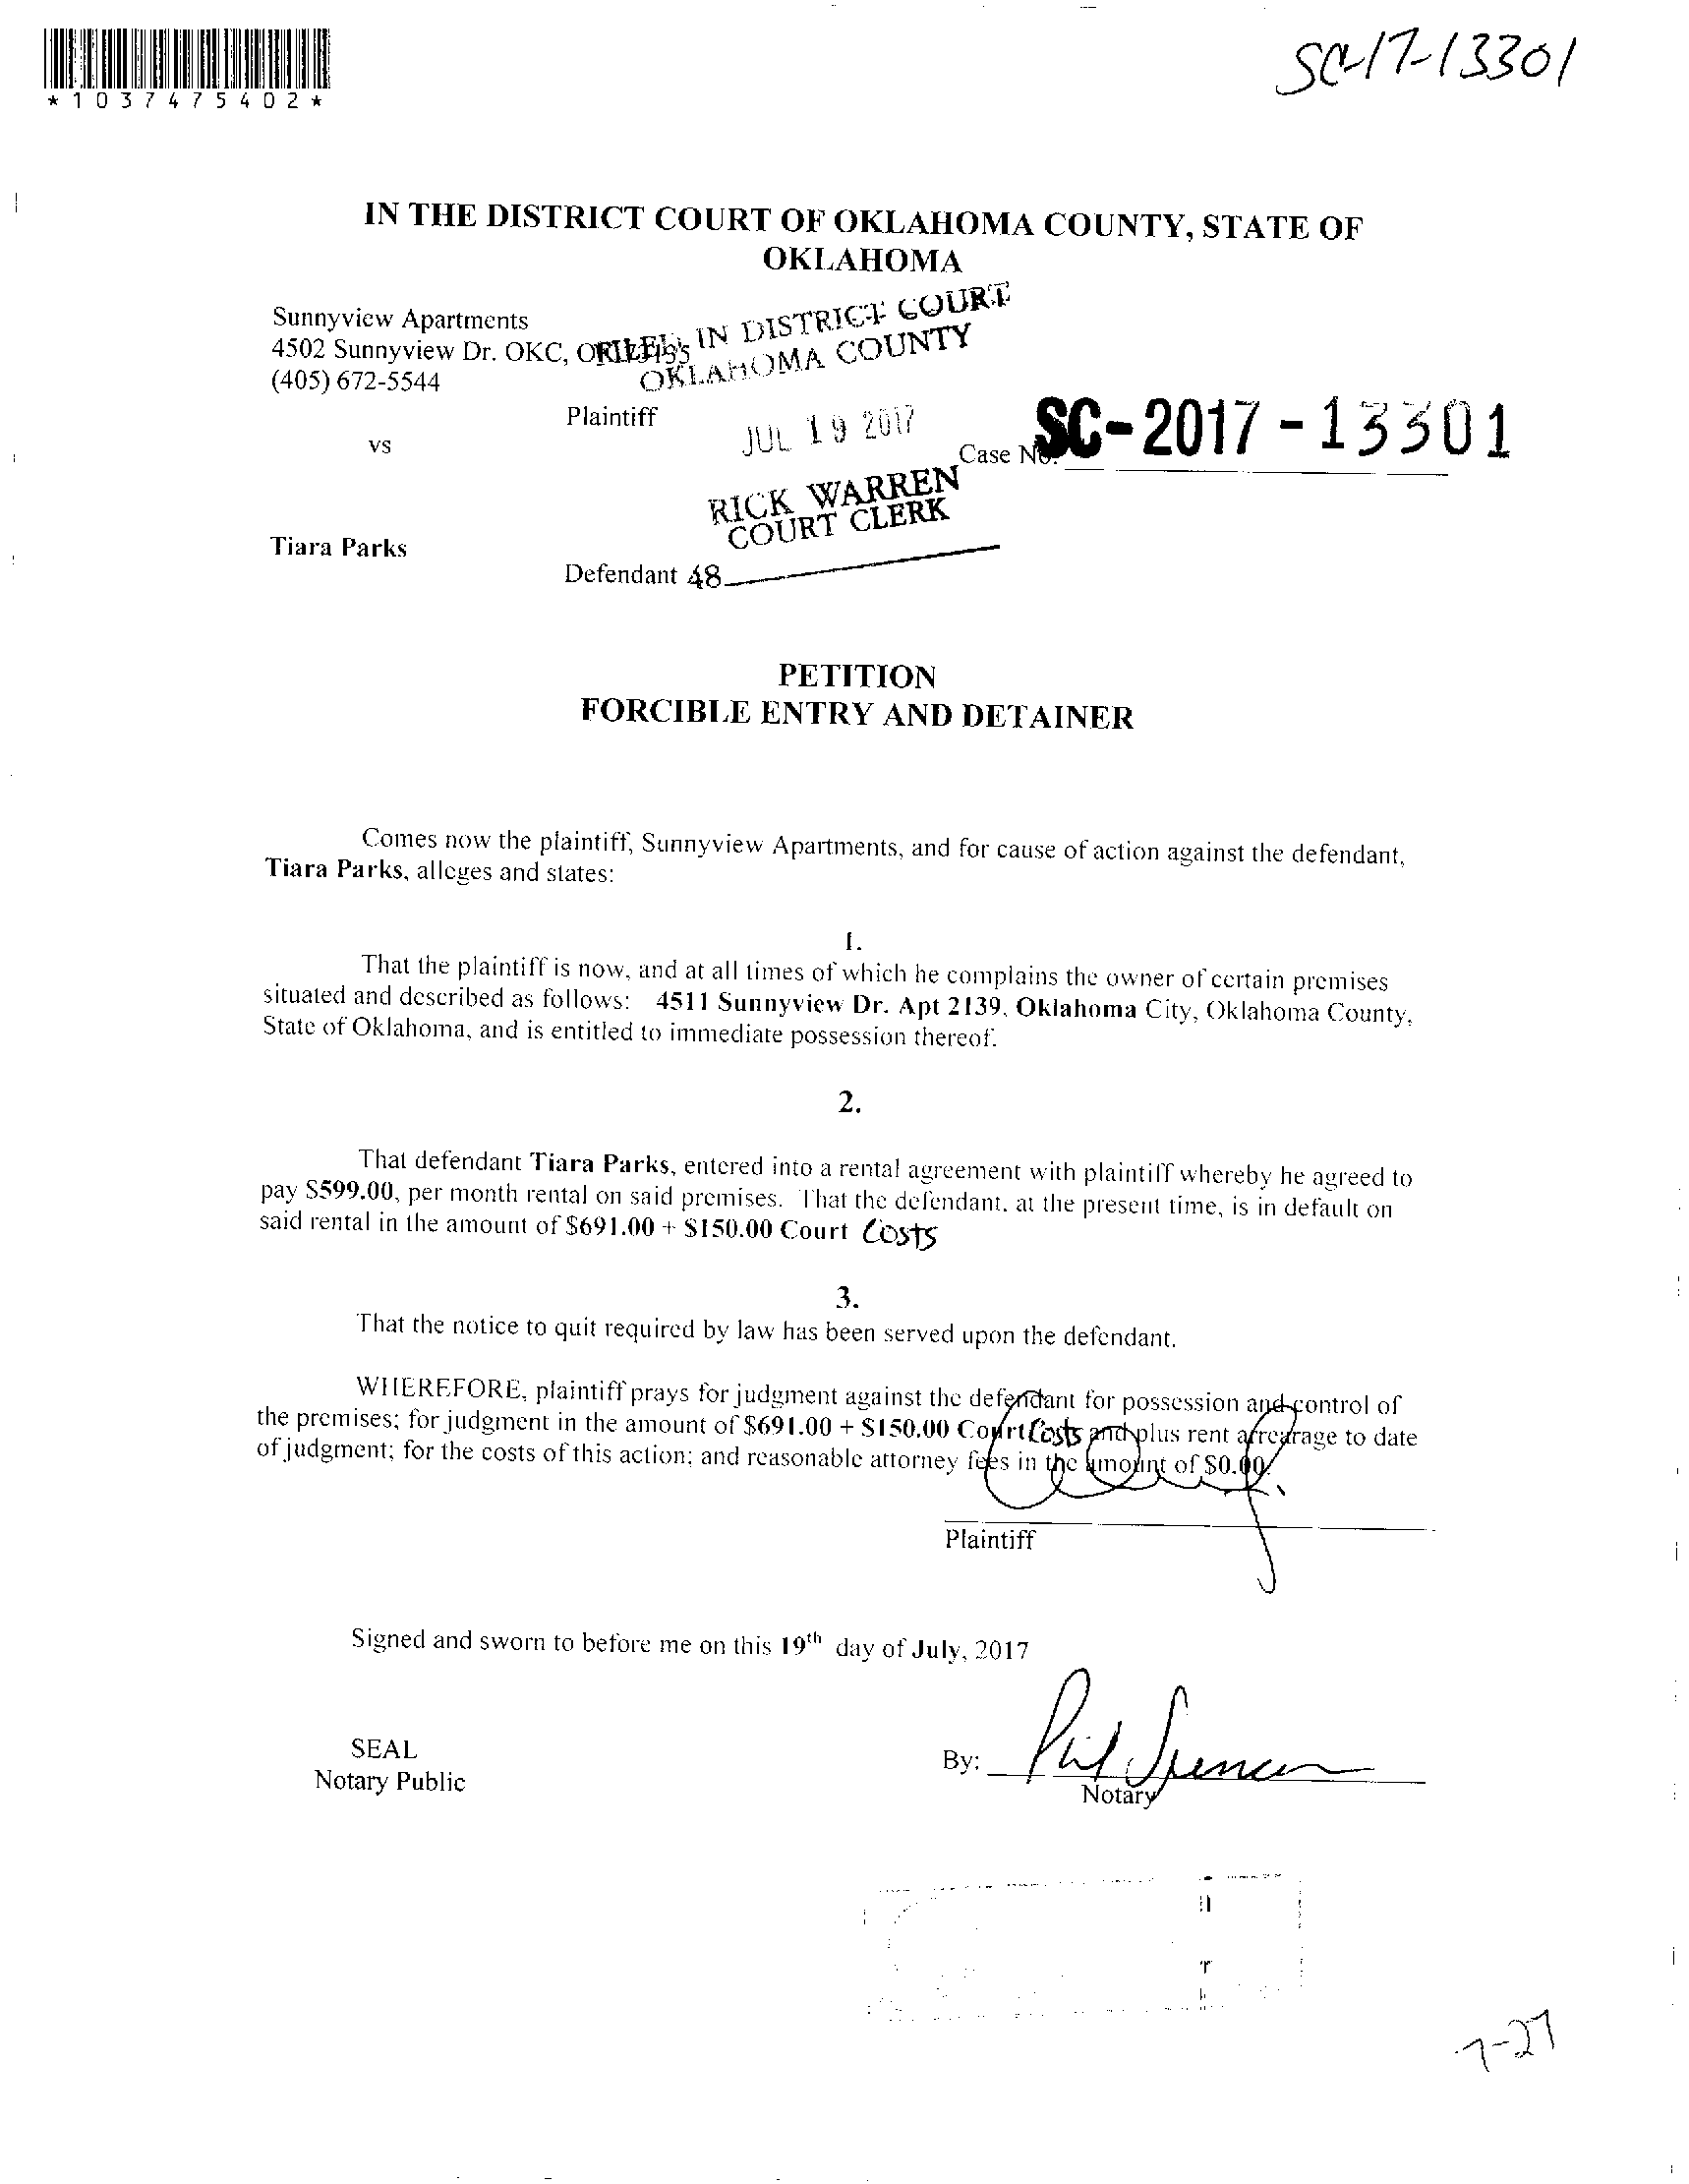 *1037475402*
SC-17-13301
IN THE DISTRICT COURT OF OKLAHOMA COUNTY, STATE OF
OKLAHOMA
Sunnyview Apartments
4502 Sunnyview Dr. OKC,
(405) 672-5544
FILED IN DISTRICT COURT
OKLAHOMA COUNTY
Plaintiff
JUL 19 2017
vs
Case No. SC-2017-13301
RICK WARREN
COURT CLERK
Tiara Parks
Defendant 48
PETITION
FORCIBLE ENTRY AND DETAINER
Comes now the plaintiff, Sunnyview Apartments, and for cause of action against the defendant,
Tiara Parks, alleges and states:
1.
That the plaintiff is now, and at all times of which he complains the owner of certain premises
situated and described as follows: 4511 Sunnyview Dr. Apt 2139, Oklahoma City, Oklahoma County,
State of Oklahoma, and is entitled to immediate possession thereof.
2.
That defendant Tiara Parks, entered into a rental agreement with plaintiff whereby he agreed to
pay $599.00, per month rental on said premises. That the defendant, at the present time, is in default on
said rental in the amount of $691.00 + $150.00 Court Costs
3.
That the notice to quit required by law has been served upon the defendant.
WHEREFORE, plaintiff prays for judgment against the defendant for possession and control of
the premises; for judgment in the amount of $691.00 + $150.00 Court Costs and plus rent arrearage to date
of judgment; for the costs of this action; and reasonable attorney fees in the amount of $0.00.
Plaintiff
Signed and sworn to before me on this 19th day of July, 2017
SEAL
Notary Public
By: Phil Spencer
Notary
7-27